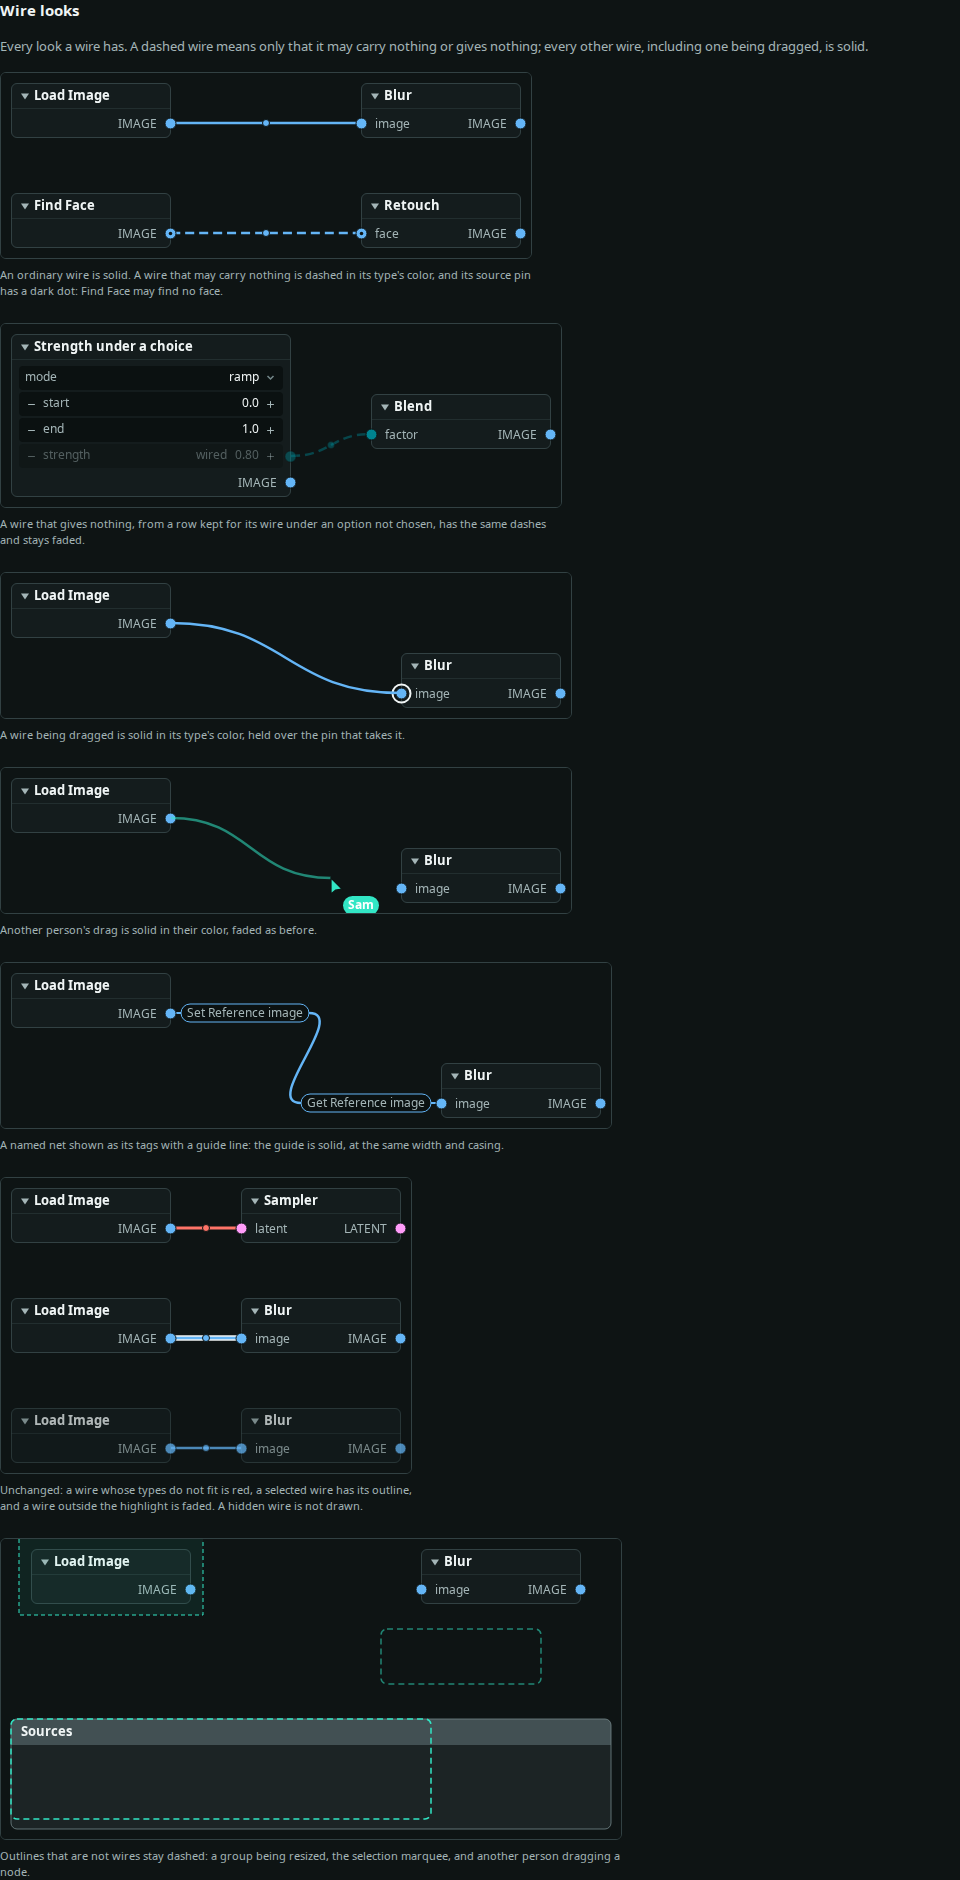 Wire looks
Every look a wire has. A dashed wire means only that it may carry nothing or gives nothing; every other wire, including one being dragged, is solid.
Load Image
Blur
IMAGE
image
IMAGE
Find Face
Retouch
IMAGE
face
IMAGE
An ordinary wire is solid. A wire that may carry nothing is dashed in its type's color, and its source pin
has a dark dot: Find Face may find no face.
Strength under a choice
mode
ramp
– start
0.0 +
– end
1.0 +
– strength
wired 0.80 +
IMAGE
Blend
factor
IMAGE
A wire that gives nothing, from a row kept for its wire under an option not chosen, has the same dashes
and stays faded.
Load Image
IMAGE
Blur
image
IMAGE
A wire being dragged is solid in its type's color, held over the pin that takes it.
Load Image
IMAGE
Blur
image
IMAGE
Sam
Another person's drag is solid in their color, faded as before.
Load Image
IMAGE
Set Reference image
Blur
Get Reference image
image
IMAGE
A named net shown as its tags with a guide line: the guide is solid, at the same width and casing.
Load Image
Sampler
IMAGE
latent
LATENT
Load Image
Blur
IMAGE
image
IMAGE
Load Image
Blur
IMAGE
image
IMAGE
Unchanged: a wire whose types do not fit is red, a selected wire has its outline,
and a wire outside the highlight is faded. A hidden wire is not drawn.
Load Image
Blur
IMAGE
image
IMAGE
Sources
Outlines that are not wires stay dashed: a group being resized, the selection marquee, and another person dragging a
node.